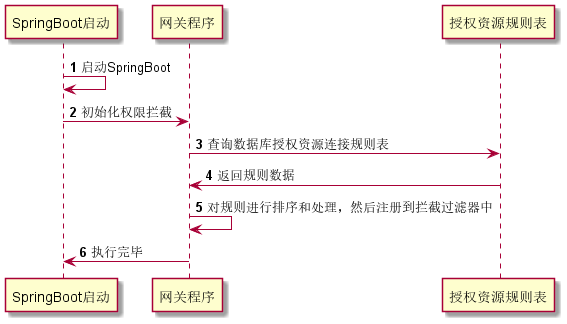 SpringBoot启动 网关程序 授权资源规则表
1 启动SpringBoot
2 初始化权限拦截
3 查询数据库授权资源连接规则表
4 返回规则数据
5 对规则进行排序和处理，然后注册到拦截过滤器中
6 执行完毕
SpringBoot启动 网关程序 授权资源规则表